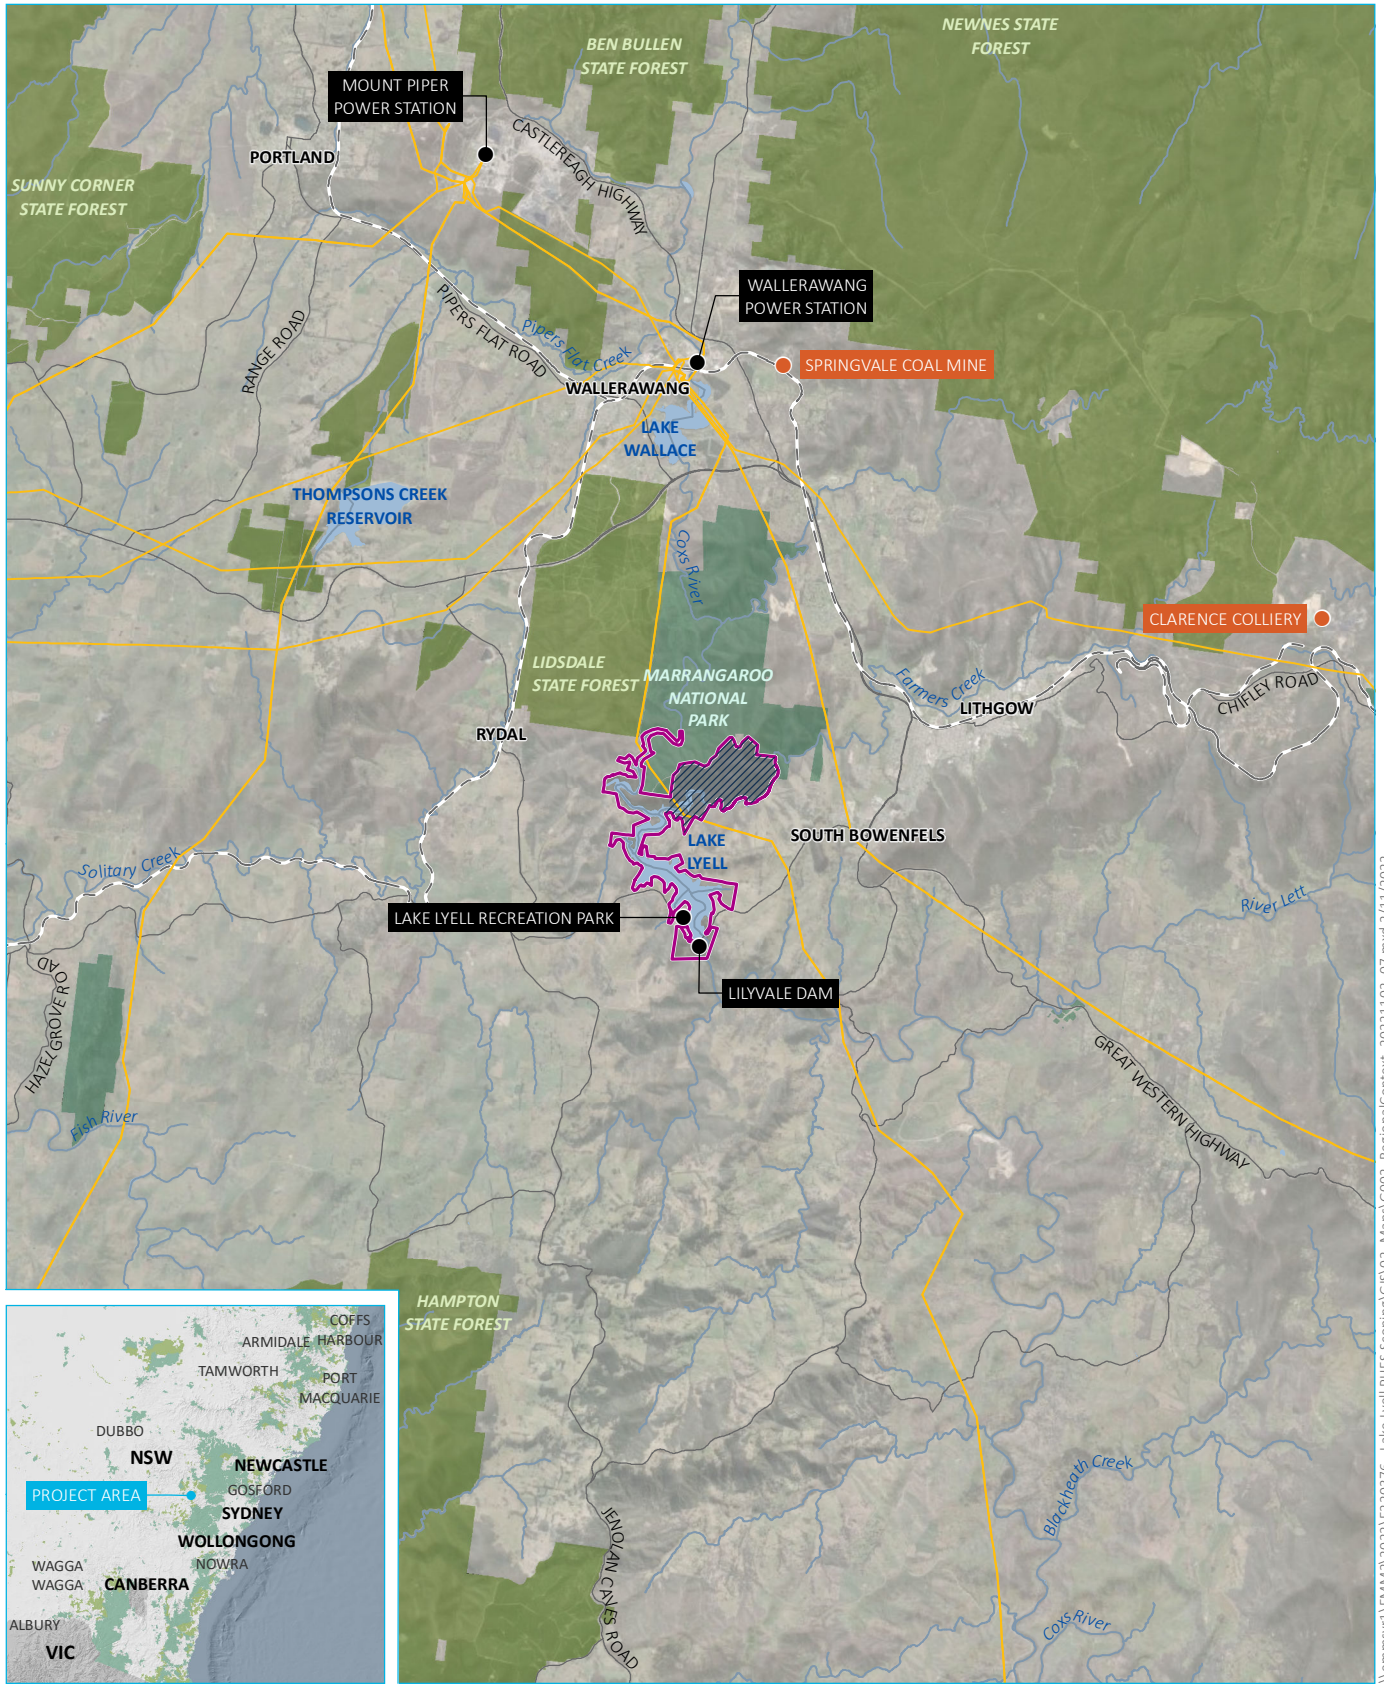 NEWNES STATE
FOREST
BEN BULLEN
STATE FOREST
MOUNT PIPER
POWER STATION
CASTLEREAGH HIGHWAY
PORTLAND
SUNNY CORNER
STATE FOREST
WALLERAWANG
POWER STATION
PIPERS FLAT ROAD
RANGE ROAD
Pipers Flat Creek
SPRINGVALE COAL MINE
WALLERAWANG
LAKE
WALLACE
THOMPSONS CREEK
RESERVOIR
Coxs River
CLARENCE COLLIERY
LIDSDALE
STATE FOREST
MARRANGAROO
NATIONAL
PARK
Farmers Creek
LITHGOW
CHIFLEY ROAD
RYDAL
SOUTH BOWENFELS
LAKE
LYELL
Solitary Creek
River Lett
LAKE LYELL RECREATION PARK
LILYVALE DAM
HAZELGROVE ROAD
GREAT WESTERN HIGHWAY
Fish River
HAMPTON
STATE FOREST
Blackheath Creek
JENOLAN CAVES ROAD
Coxs River
COFFS
HARBOUR
ARMIDALE
TAMWORTH
PORT
MACQUARIE
DUBBO
NSW
NEWCASTLE
PROJECT AREA
GOSFORD
SYDNEY
WOLLONGONG
NOWRA
WAGGA
WAGGA
CANBERRA
ALBURY
VIC